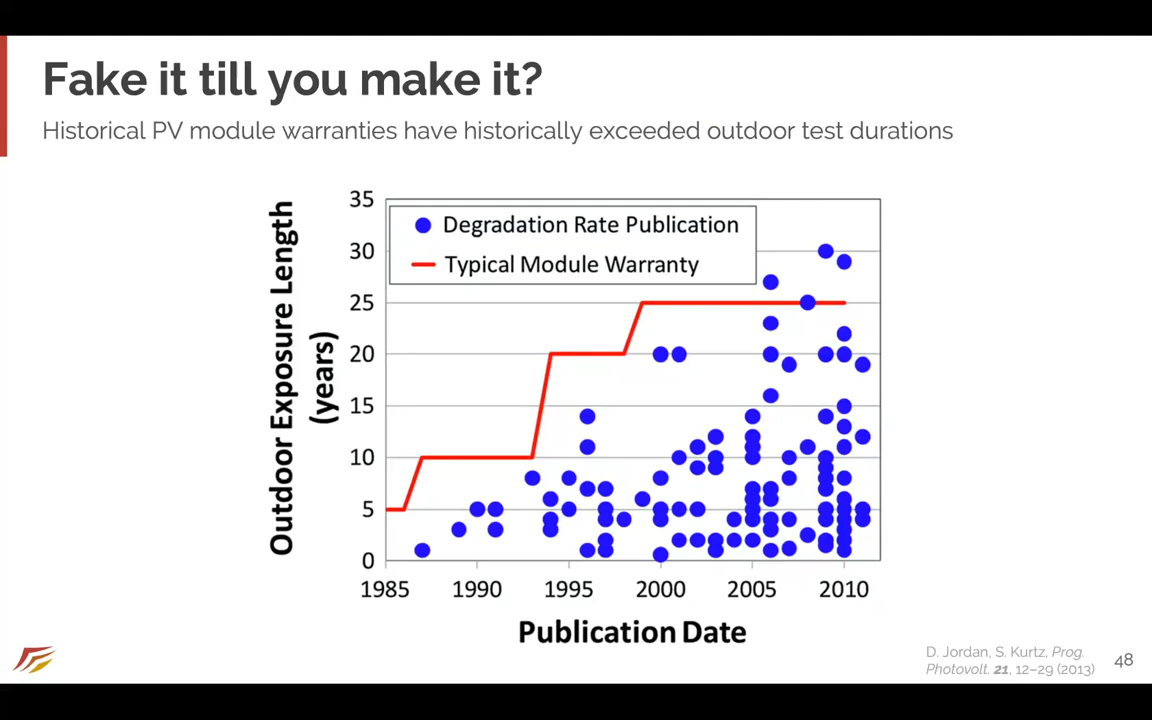 Fake it till you make it?
Historical PV module warranties have historically exceeded outdoor test durations
Outdoor Exposure Length
(years)
35
30
25
20
15
10
5
0
Degradation Rate Publication
Typical Module Warranty
1985 1990 1995 2000 2005 2010
Publication Date
D. Jordan, S. Kurtz, Prog.
Photovolt. 21, 12–29 (2013)
48